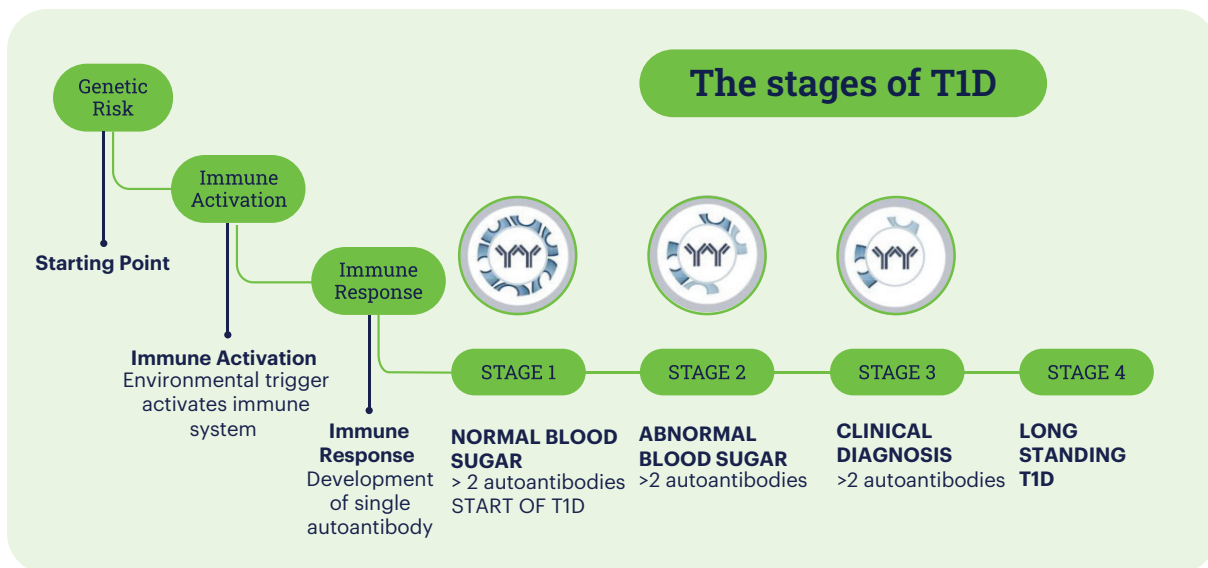 The stages of T1D
Genetic
Risk
Starting Point
Immune
Activation
Immune Activation
Environmental trigger
activates immune
system
Immune
Response
Immune
Response
Development
of single
autoantibody
STAGE 1
NORMAL BLOOD
SUGAR
> 2 autoantibodies
START OF T1D
STAGE 2
ABNORMAL
BLOOD SUGAR
>2 autoantibodies
STAGE 3
CLINICAL
DIAGNOSIS
>2 autoantibodies
STAGE 4
LONG
STANDING
T1D